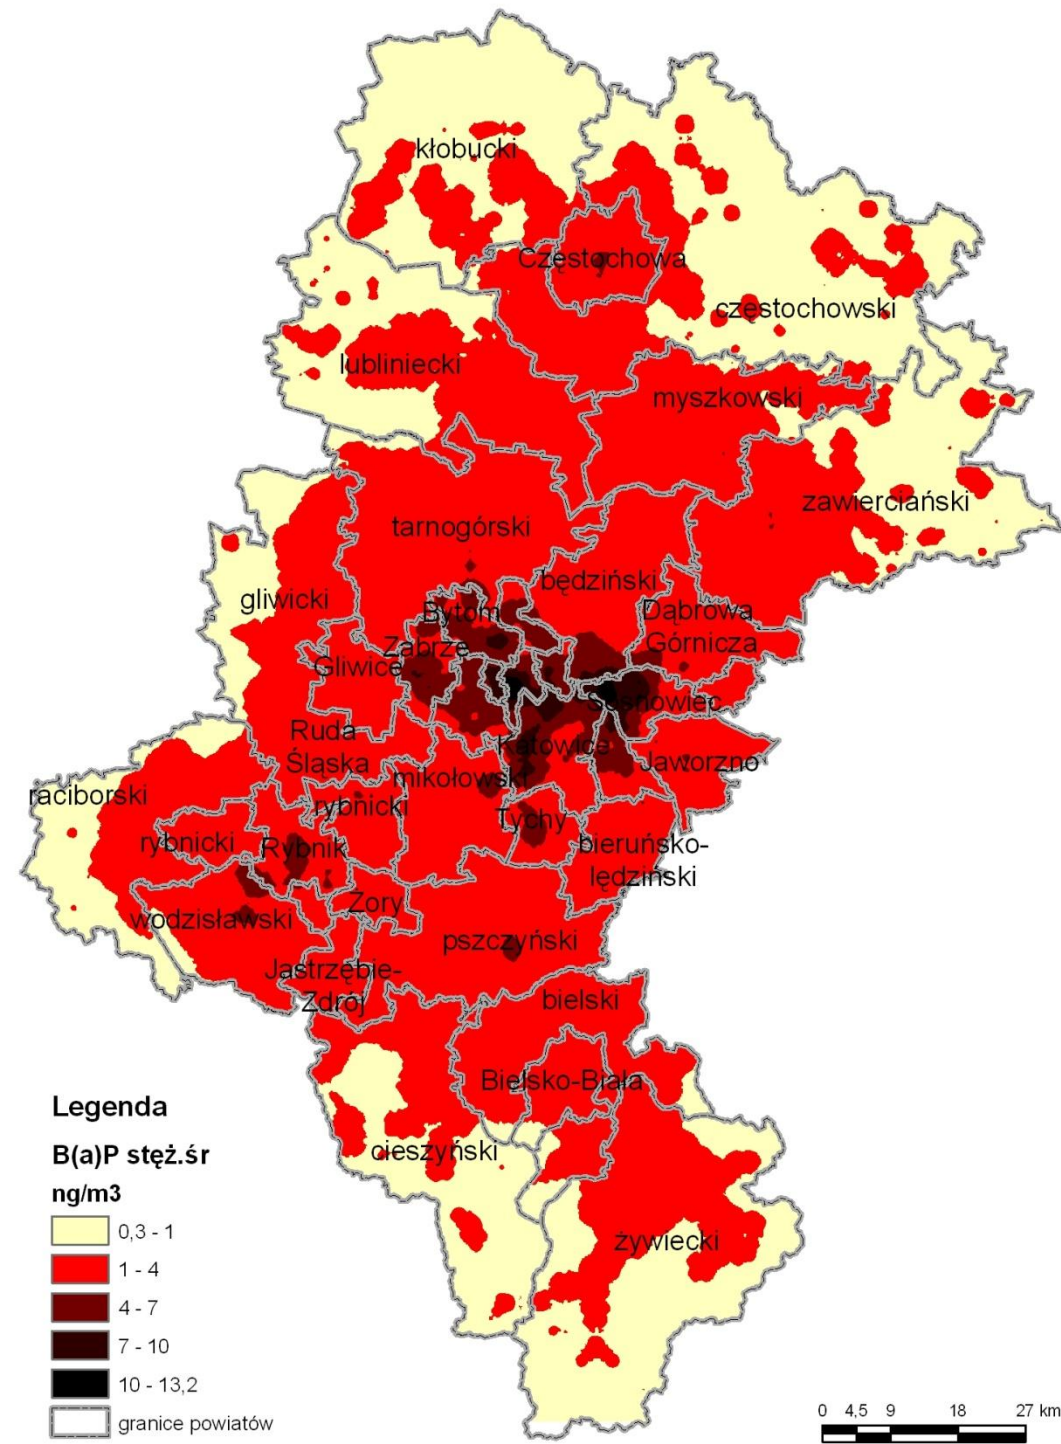 kłobucki
Częstochowa
częstochowski
lubliniecki
myszkowski
zawierciański
tarnogórski
będziński
gliwicki
Bytom
Dąbrowa
Górnicza
Zabrze
Gliwice
Sosnowiec
Ruda
Śląska
Katowice
Jaworzno
mikołowski
raciborski
rybnicki
Tychy
rybnicki
Rybnik
bieruńsko-
lędziński
Żory
wodzisławski
pszczyński
Jastrzębie-
Zdrój
bielski
Bielsko-Biała
cieszyński
żywiecki
Legenda
B(a)P stęż.śr
ng/m3
0,3 - 1
1 - 4
4 - 7
7 - 10
10 - 13,2
granice powiatów
0 4,5 9 18 27 km